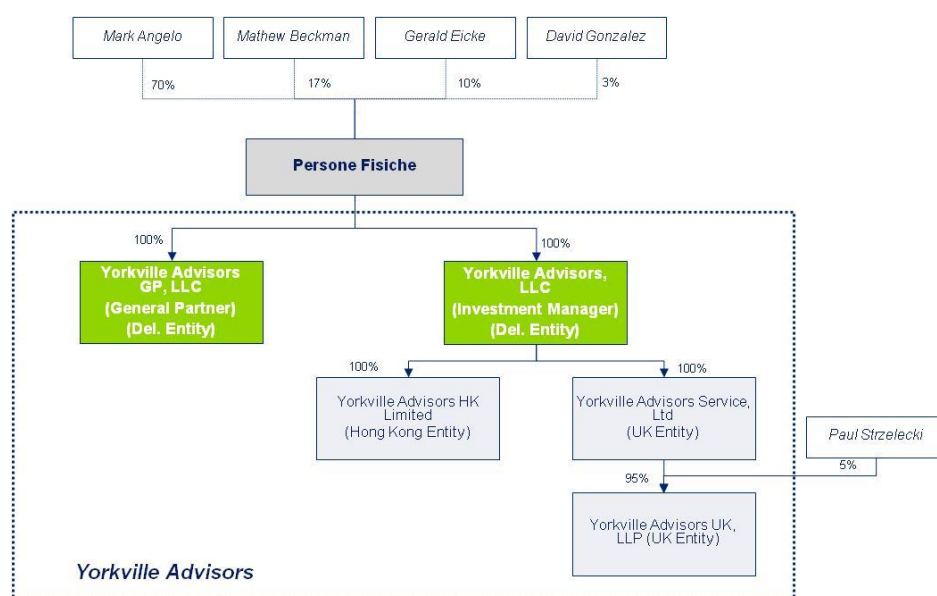 Mark Angelo
Mathew Beckman
Gerald Eicke
David Gonzalez
70%
17%
10%
3%
Persone Fisiche
100%
100%
Yorkville Advisors
GP, LLC
(General Partner)
(Del. Entity)
Yorkville Advisors,
LLC
(Investment Manager)
(Del. Entity)
100%
100%
Yorkville Advisors HK
Limited
(Hong Kong Entity)
Yorkville Advisors Service,
Ltd
(UK Entity)
Paul Strzelecki
5%
95%
Yorkville Advisors UK,
LLP (UK Entity)
Yorkville Advisors